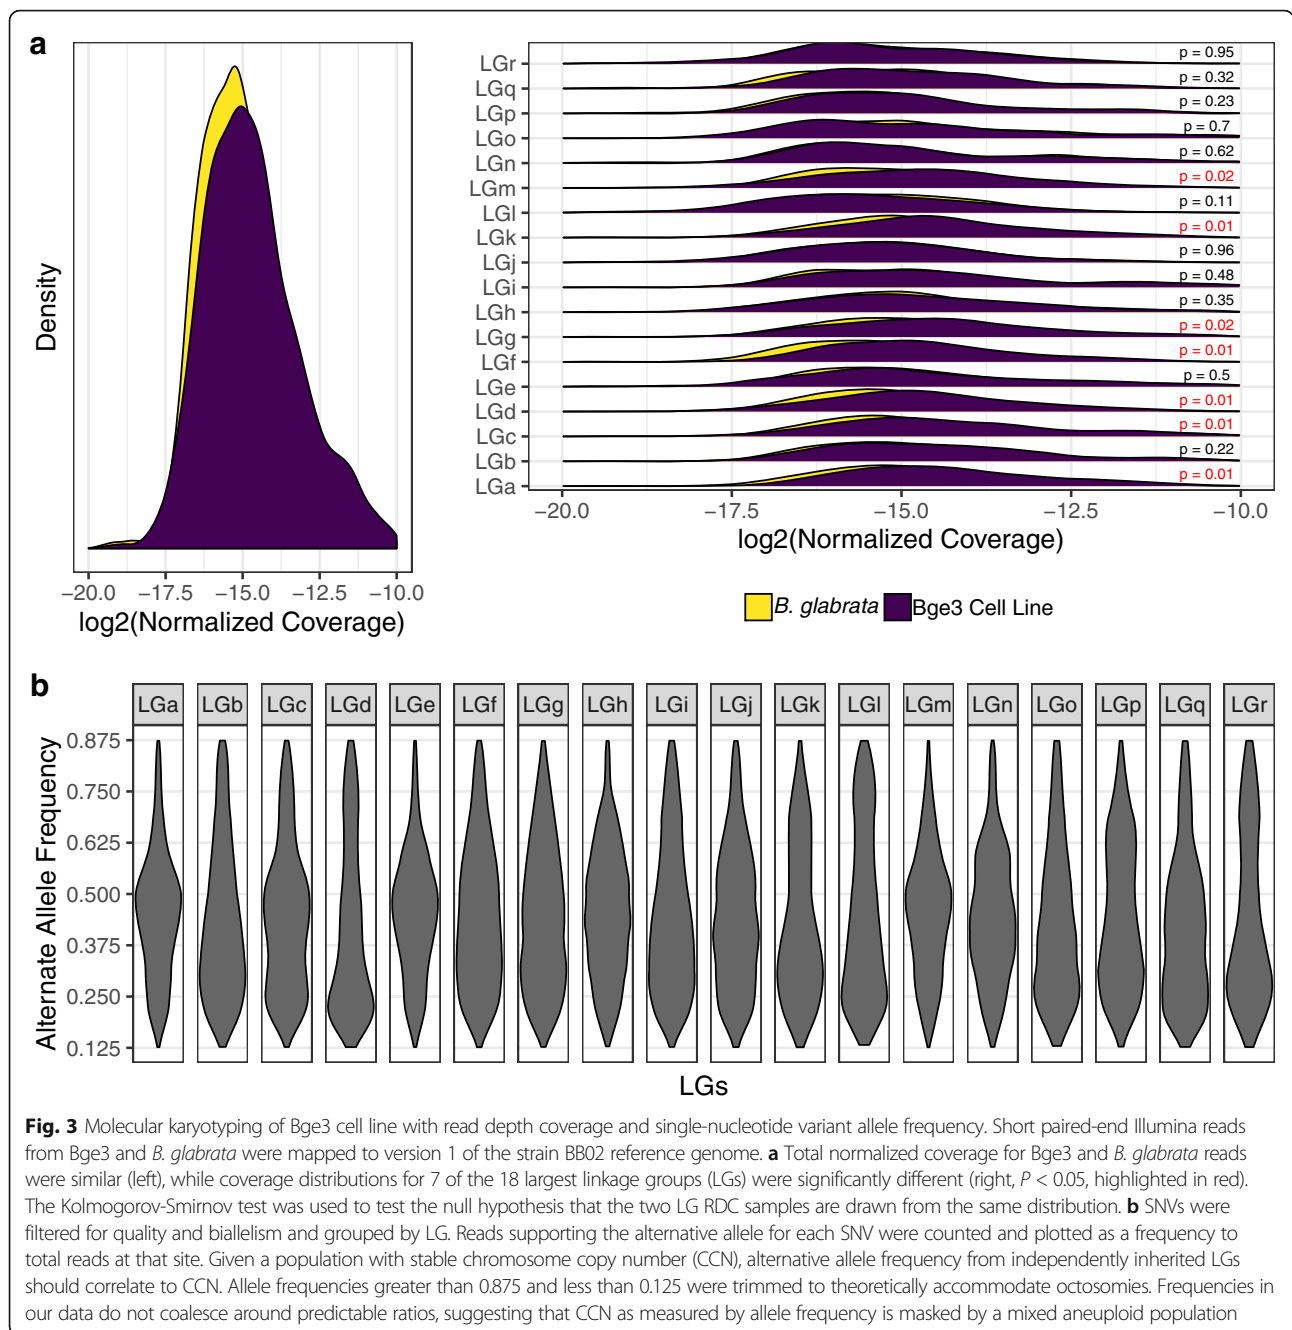 a
Density
−20.0 −17.5 −15.0 −12.5 −10.0
log2(Normalized Coverage)
LGr p = 0.95
LGq p = 0.32
LGp p = 0.23
LGo p = 0.7
LGn p = 0.62
LGm p = 0.02
LGl p = 0.11
LGk p = 0.01
LGj p = 0.96
LGi p = 0.48
LGh p = 0.35
LGg p = 0.02
LGf p = 0.01
LGe p = 0.5
LGd p = 0.01
LGc p = 0.01
LGb p = 0.22
LGa p = 0.01
−20.0 −17.5 −15.0 −12.5 −10.0
log2(Normalized Coverage)
B. glabrata Bge3 Cell Line
b
LGa LGb LGc LGd LGe LGf LGg LGh LGi LGj LGk LGl LGm LGn LGo LGp LGq LGr
Alternate Allele Frequency
0.875
0.750
0.625
0.500
0.375
0.250
0.125
LGs
Fig. 3 Molecular karyotyping of Bge3 cell line with read depth coverage and single-nucleotide variant allele frequency. Short paired-end Illumina reads
from Bge3 and B. glabrata were mapped to version 1 of the strain BB02 reference genome. a Total normalized coverage for Bge3 and B. glabrata reads
were similar (left), while coverage distributions for 7 of the 18 largest linkage groups (LGs) were significantly different (right, P < 0.05, highlighted in red).
The Kolmogorov-Smirnov test was used to test the null hypothesis that the two LG RDC samples are drawn from the same distribution. b SNVs were
filtered for quality and biallelism and grouped by LG. Reads supporting the alternative allele for each SNV were counted and plotted as a frequency to
total reads at that site. Given a population with stable chromosome copy number (CCN), alternative allele frequency from independently inherited LGs
should correlate to CCN. Allele frequencies greater than 0.875 and less than 0.125 were trimmed to theoretically accommodate octosomies. Frequencies in
our data do not coalesce around predictable ratios, suggesting that CCN as measured by allele frequency is masked by a mixed aneuploid population